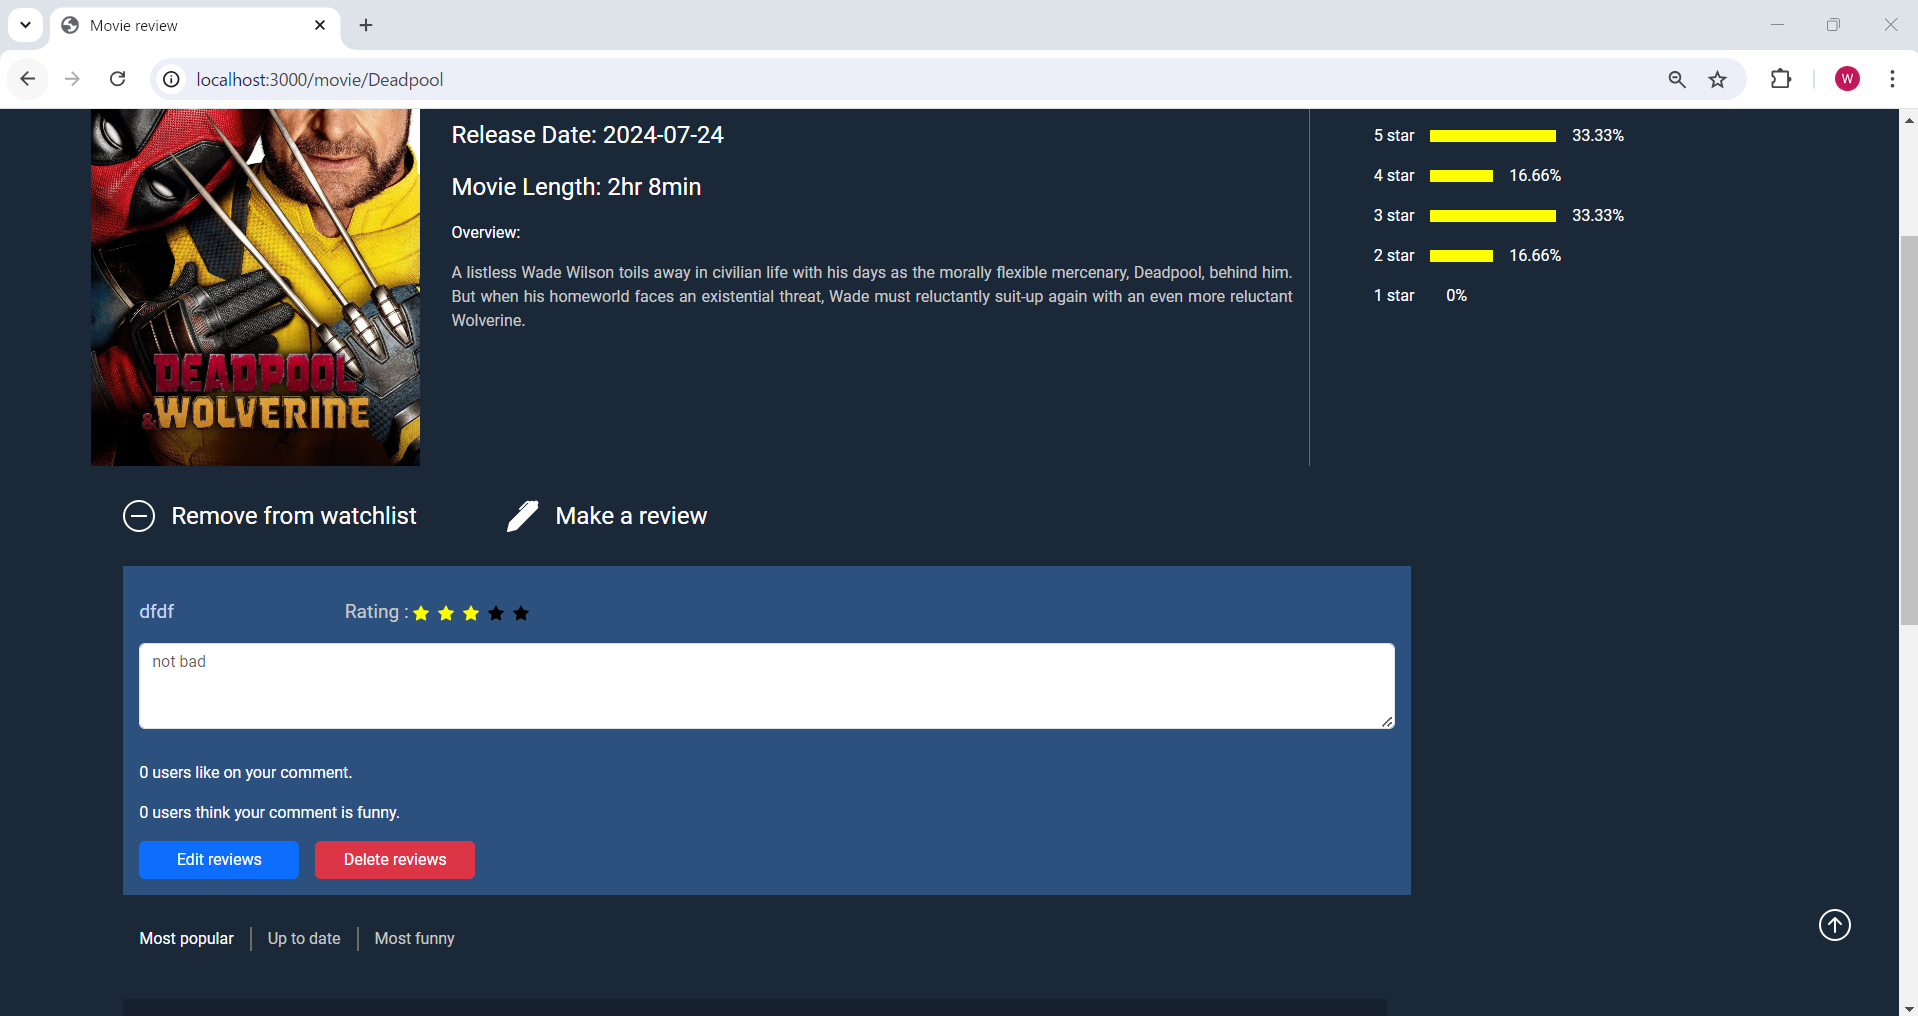 Movie review
localhost:3000/movie/Deadpool
W
Release Date: 2024-07-24
Movie Length: 2hr 8min
Overview:
A listless Wade Wilson toils away in civilian life with his days as the morally flexible mercenary, Deadpool, behind him.
But when his homeworld faces an existential threat, Wade must reluctantly suit-up again with an even more reluctant
Wolverine.
DEADPOOL
&WOLVERINE
5 star 33.33%
4 star 16.66%
3 star 33.33%
2 star 16.66%
1 star 0%
Remove from watchlist
Make a review
dfdf
Rating :
not bad
0 users like on your comment.
0 users think your comment is funny.
Edit reviews
Delete reviews
Most popular
Up to date
Most funny